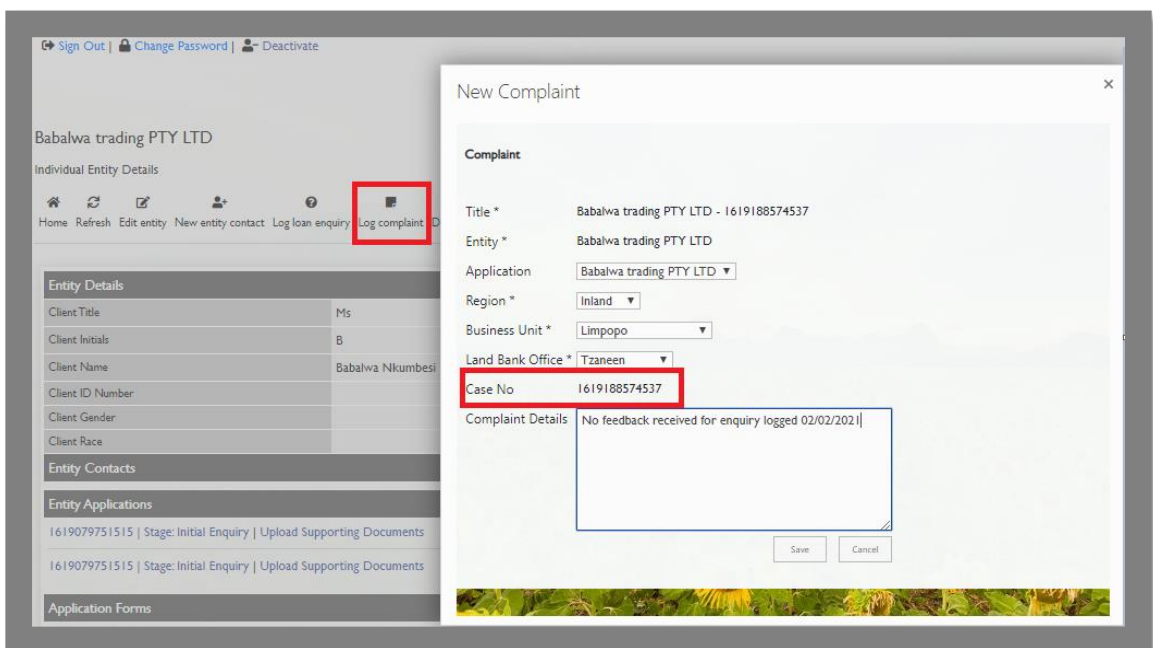 Sign Out | Change Password | Deactivate
Babalwa trading PTY LTD
Individual Entity Details
Home Refresh Edit entity New entity contact Log loan enquiry Log complaint D
Entity Details
Client Title Ms
Client Initials B
Client Name Babalwa Nkumbesi
Client ID Number
Client Gender
Client Race
Entity Contacts
Entity Applications
1619079751515 | Stage: Initial Enquiry | Upload Supporting Documents
1619079751515 | Stage: Initial Enquiry | Upload Supporting Documents
Application Forms
New Complaint ×
Complaint
Title * Babalwa trading PTY LTD - 1619188574537
Entity * Babalwa trading PTY LTD
Application Babalwa trading PTY LTD ▼
Region * Inland ▼
Business Unit * Limpopo ▼
Land Bank Office * Tzaneen ▼
Case No 1619188574537
Complaint Details No feedback received for enquiry logged 02/02/2021
Save Cancel